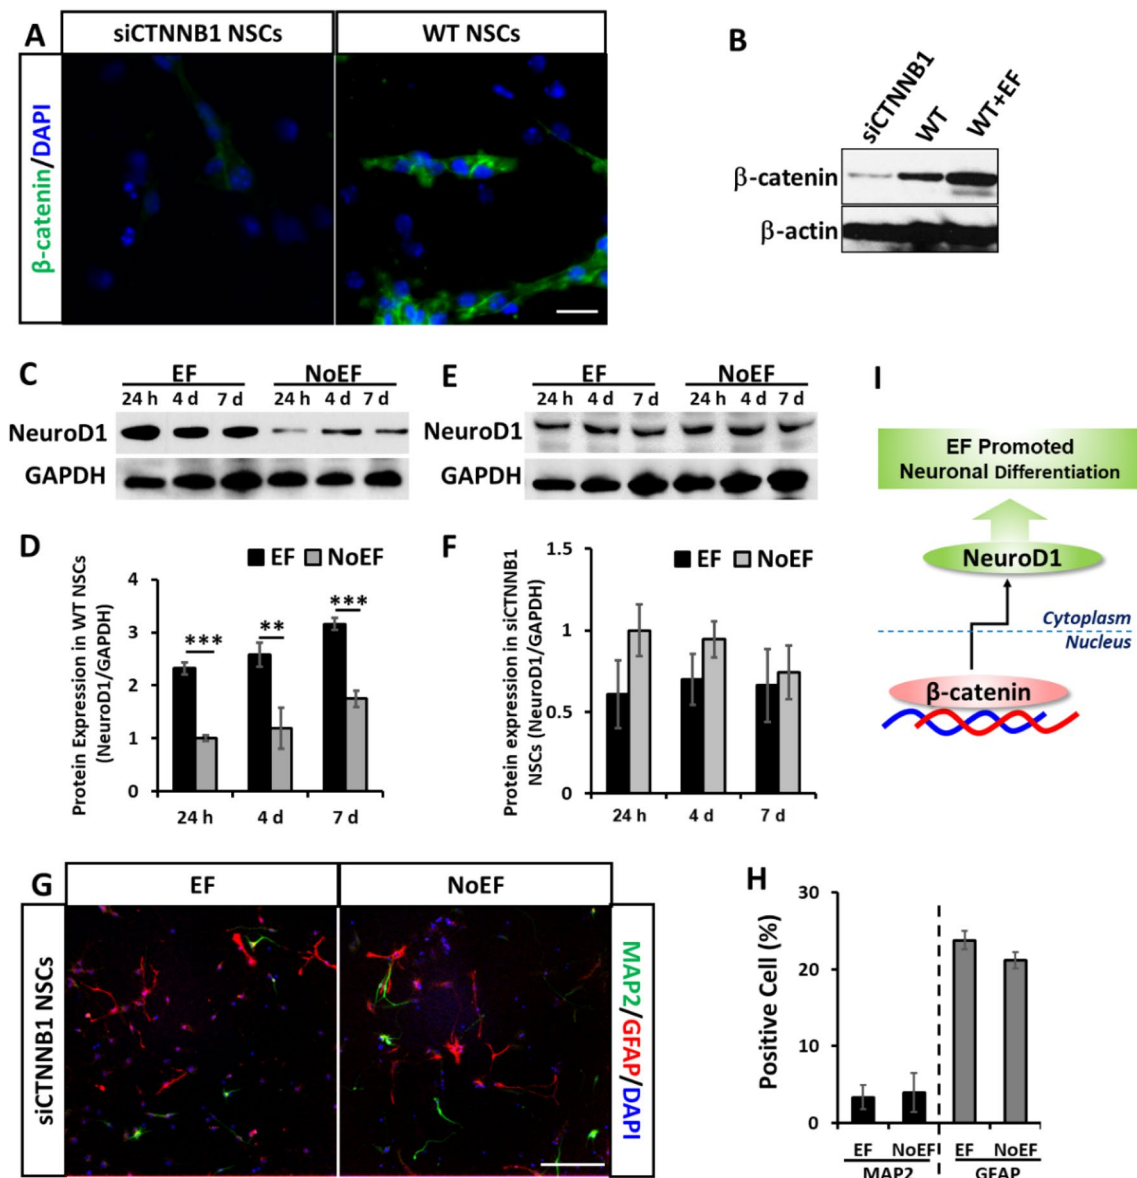 A
siCTNNB1 NSCs
WT NSCs
β-catenin/DAPI
B
siCTNNB1
WT
WT+EF
β-catenin
β-actin
C
EF
NoEF
24 h 4 d 7 d 24 h 4 d 7 d
NeuroD1
GAPDH
E
EF
NoEF
24 h 4 d 7 d 24 h 4 d 7 d
NeuroD1
GAPDH
I
EF Promoted
Neuronal Differentiation
NeuroD1
Cytoplasm
Nucleus
β-catenin
D
EF NoEF
Protein Expression in WT NSCs
(NeuroD1/GAPDH)
4
3
2
1
0
***
**
***
24 h 4 d 7 d
F
EF NoEF
Protein expression in siCTNNB1
NSCs (NeuroD1/GAPDH)
1.5
1
0.5
0
24 h 4 d 7 d
G
EF
NoEF
siCTNNB1 NSCs
MAP2/GFAP/DAPI
H
Positive Cell (%)
30
20
10
0
EF NoEF EF NoEF
MAP2 GFAP